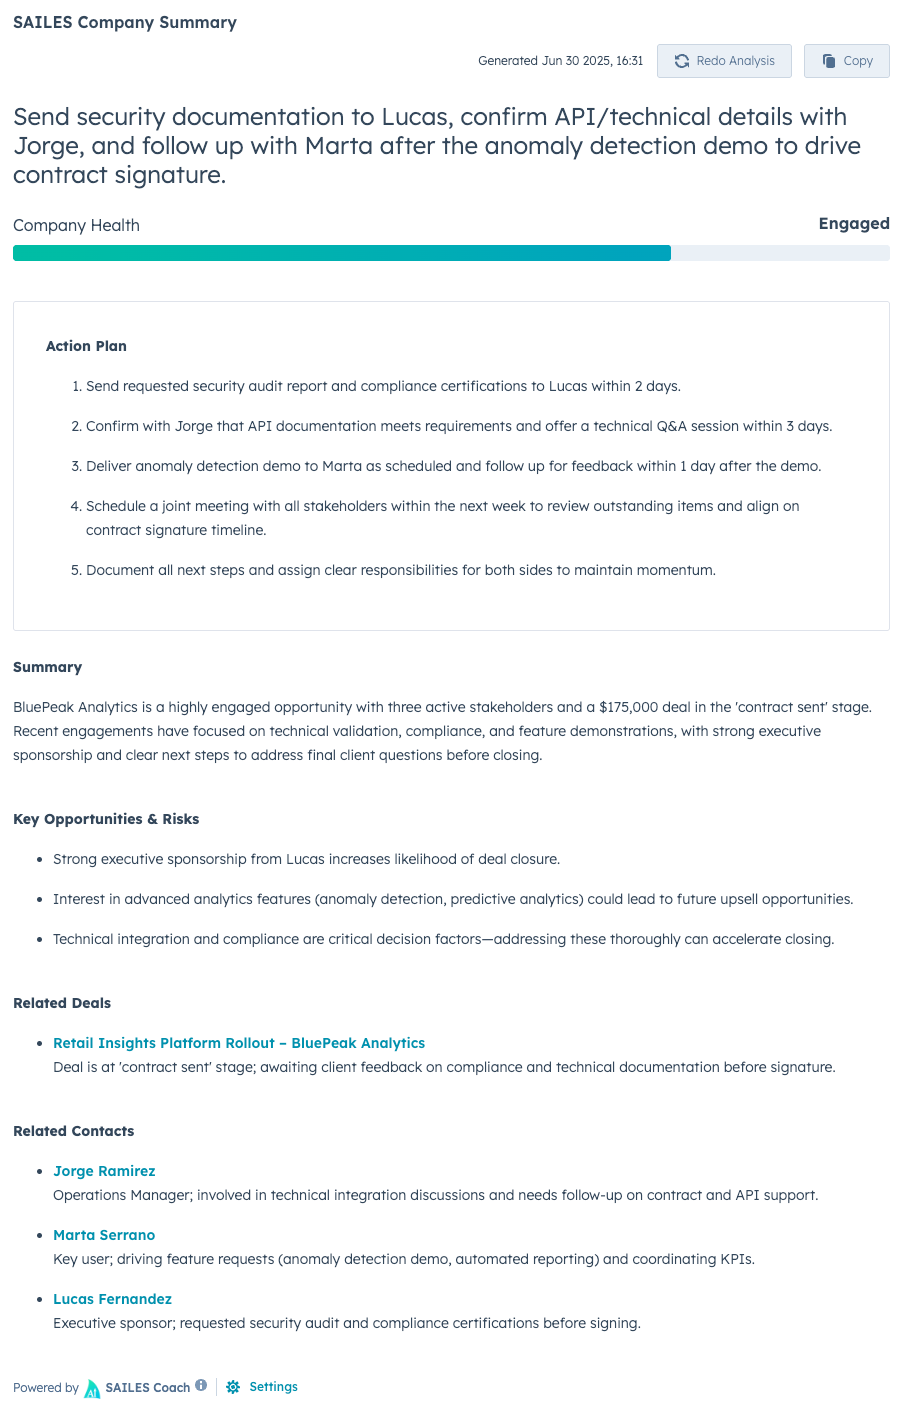 SAILES Company Summary
Generated Jun 30 2025, 16:31
Redo Analysis
Copy
Send security documentation to Lucas, confirm API/technical details with
Jorge, and follow up with Marta after the anomaly detection demo to drive
contract signature.
Company Health
Engaged
Action Plan
1. Send requested security audit report and compliance certifications to Lucas within 2 days.
2. Confirm with Jorge that API documentation meets requirements and offer a technical Q&A session within 3 days.
3. Deliver anomaly detection demo to Marta as scheduled and follow up for feedback within 1 day after the demo.
4. Schedule a joint meeting with all stakeholders within the next week to review outstanding items and align on
contract signature timeline.
5. Document all next steps and assign clear responsibilities for both sides to maintain momentum.
Summary
BluePeak Analytics is a highly engaged opportunity with three active stakeholders and a $175,000 deal in the 'contract sent' stage.
Recent engagements have focused on technical validation, compliance, and feature demonstrations, with strong executive
sponsorship and clear next steps to address final client questions before closing.
Key Opportunities & Risks
• Strong executive sponsorship from Lucas increases likelihood of deal closure.
• Interest in advanced analytics features (anomaly detection, predictive analytics) could lead to future upsell opportunities.
• Technical integration and compliance are critical decision factors—addressing these thoroughly can accelerate closing.
Related Deals
• Retail Insights Platform Rollout – BluePeak Analytics
Deal is at 'contract sent' stage; awaiting client feedback on compliance and technical documentation before signature.
Related Contacts
• Jorge Ramirez
Operations Manager; involved in technical integration discussions and needs follow-up on contract and API support.
• Marta Serrano
Key user; driving feature requests (anomaly detection demo, automated reporting) and coordinating KPIs.
• Lucas Fernandez
Executive sponsor; requested security audit and compliance certifications before signing.
Powered by AI SAILES Coach i Settings